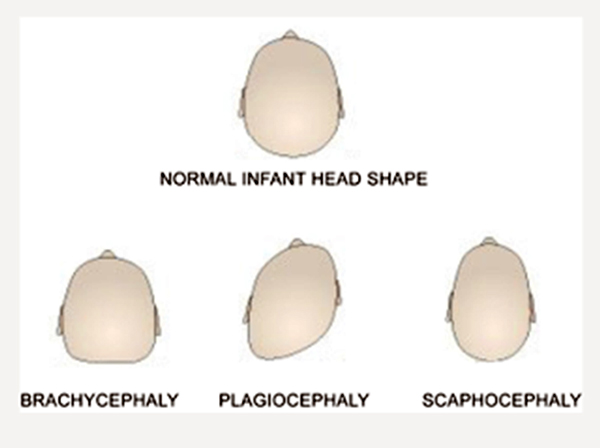 NORMAL INFANT HEAD SHAPE
BRACHYCEPHALY PLAGIOCEPHALY SCAPHOCEPHALY